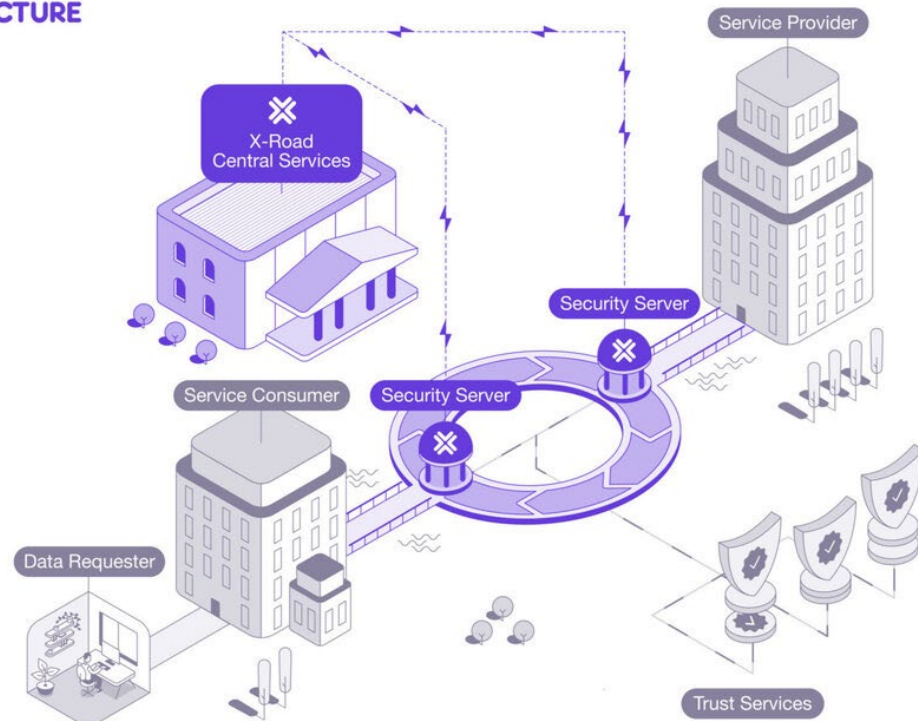 CTURE
Service Provider
X-Road
Central Services
Security Server
Service Consumer
Security Server
Data Requester
Trust Services